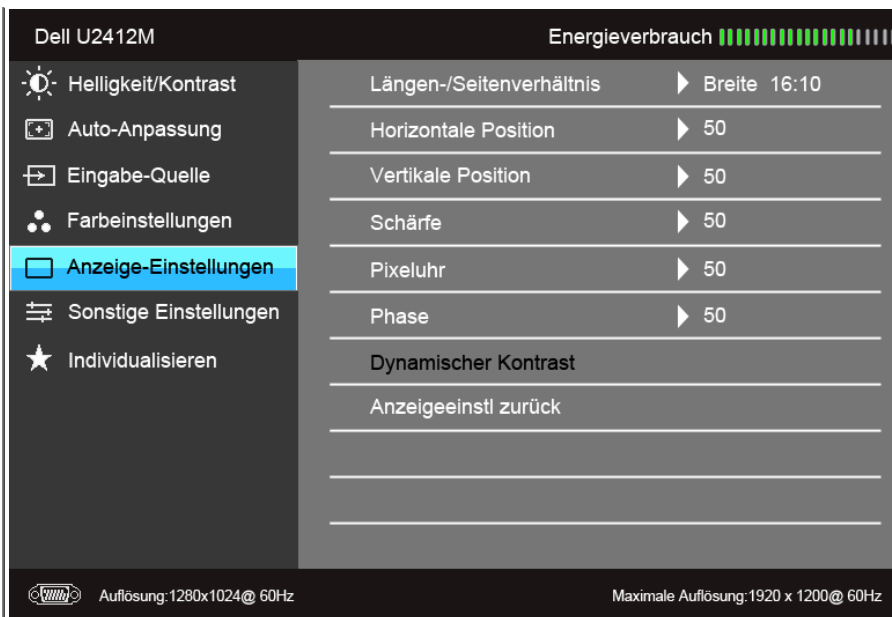 Dell U2412M Energieverbrauch
Helligkeit/Kontrast
Auto-Anpassung
Eingabe-Quelle
Farbeinstellungen
Anzeige-Einstellungen
Sonstige Einstellungen
Individualisieren
Längen-/Seitenverhältnis Breite 16:10
Horizontale Position 50
Vertikale Position 50
Schärfe 50
Pixeluhr 50
Phase 50
Dynamischer Kontrast
Anzeigeeinstl zurück
Auflösung:1280x1024@ 60Hz Maximale Auflösung:1920 x 1200@ 60Hz